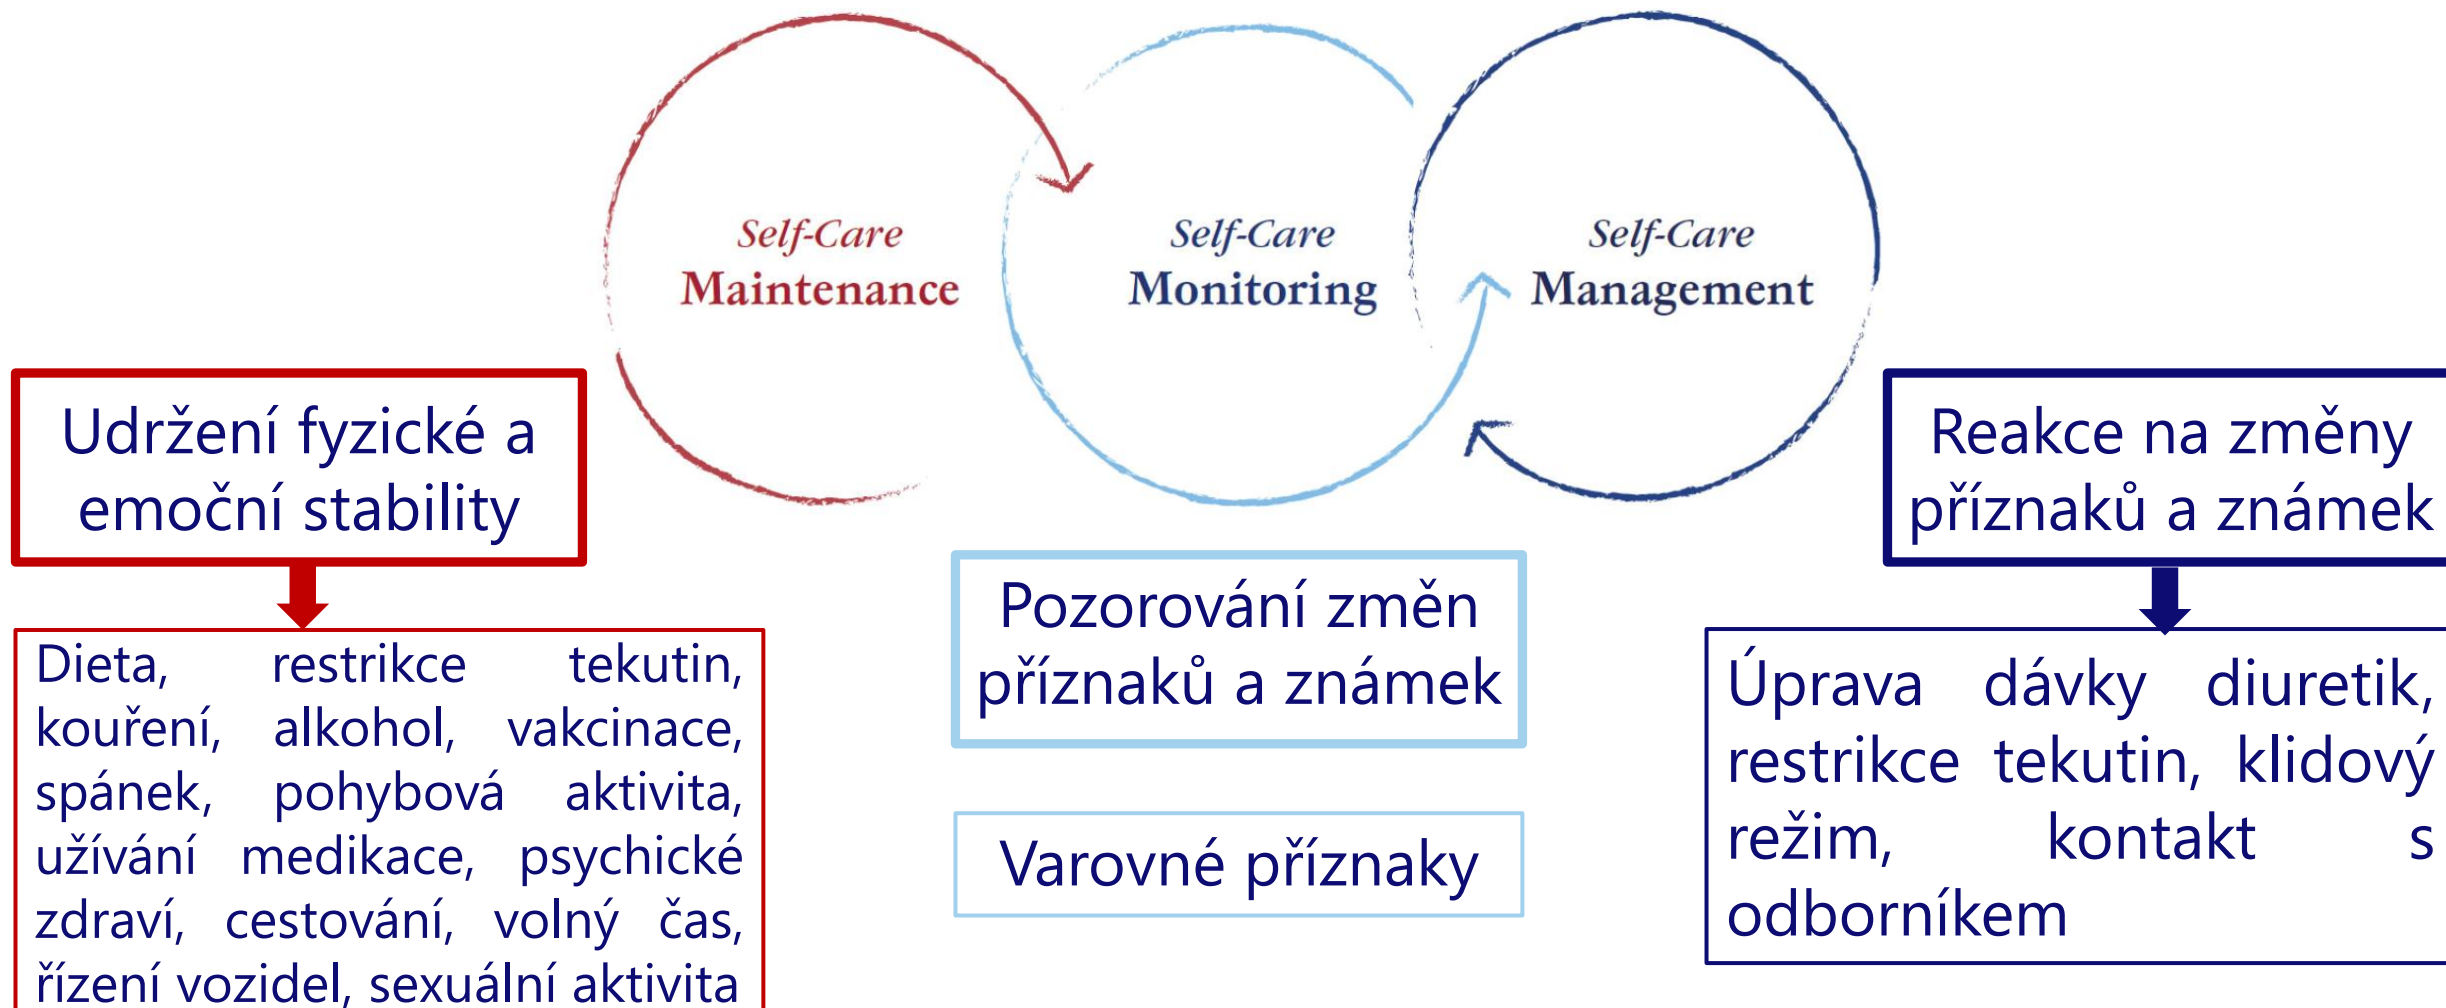 Self-Care
Maintenance
Self-Care
Monitoring
Self-Care
Management
Udržení fyzické a
emoční stability
Dieta, restrikce tekutin,
kouření, alkohol, vakcinace,
spánek, pohybová aktivita,
užívání medikace, psychické
zdraví, cestování, volný čas,
řízení vozidel, sexuální aktivita
Pozorování změn
příznaků a známek
Varovné příznaky
Reakce na změny
příznaků a známek
Úprava dávky diuretik,
restrikce tekutin, klidový
režim, kontakt s
odborníkem